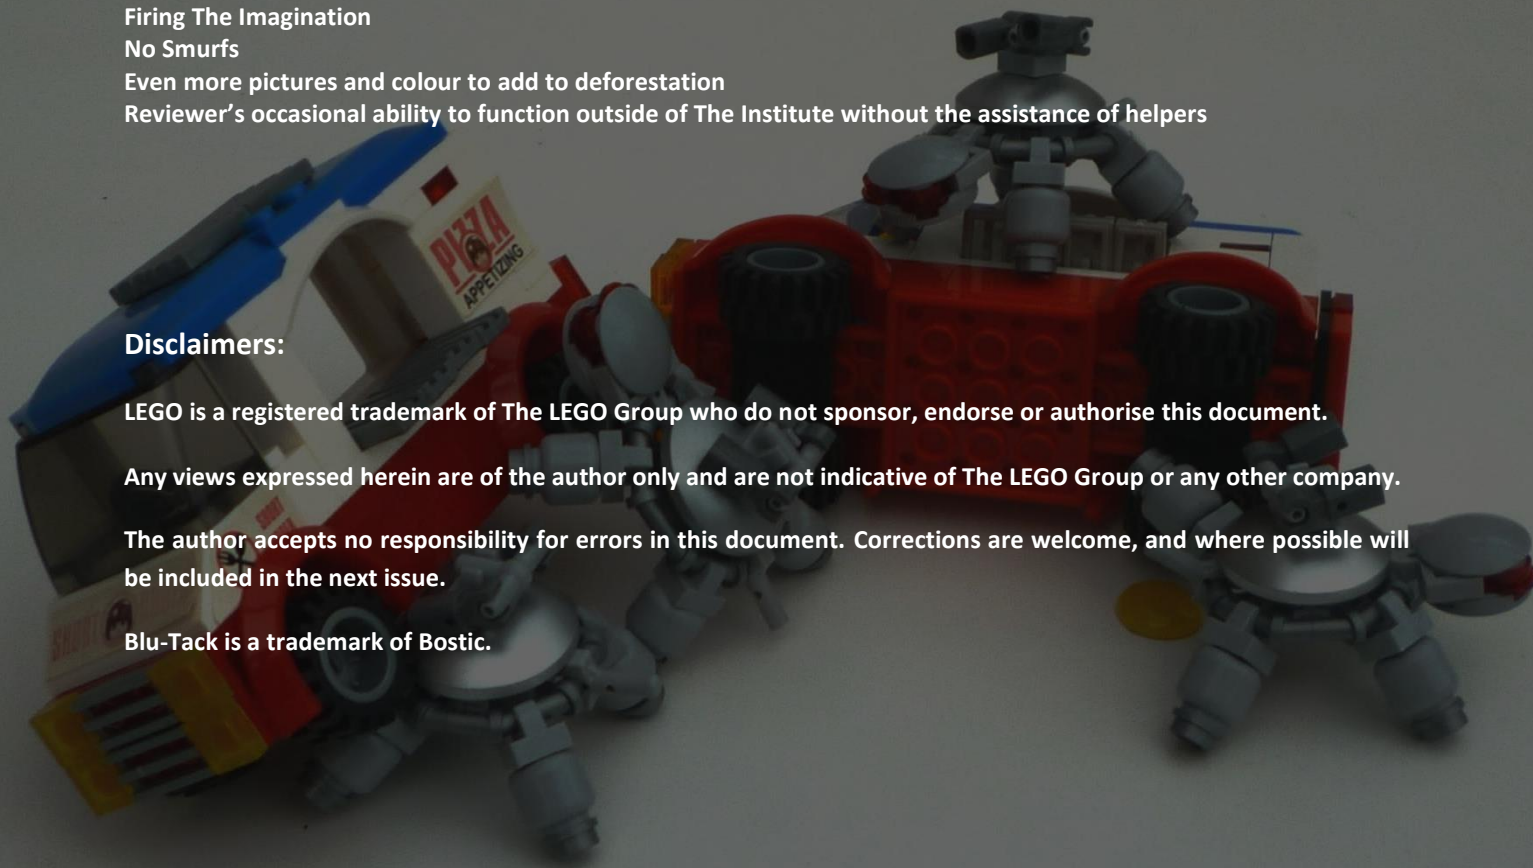 Firing The Imagination
No Smurfs
Even more pictures and colour to add to deforestation
Reviewer's occasional ability to function outside of The Institute without the assistance of helpers
PIZZA
APPETIZING
Disclaimers:
LEGO is a registered trademark of The LEGO Group who do not sponsor, endorse or authorise this document.
Any views expressed herein are of the author only and are not indicative of The LEGO Group or any other company.
The author accepts no responsibility for errors in this document. Corrections are welcome, and where possible will
be included in the next issue.
Blu-Tack is a trademark of Bostic.